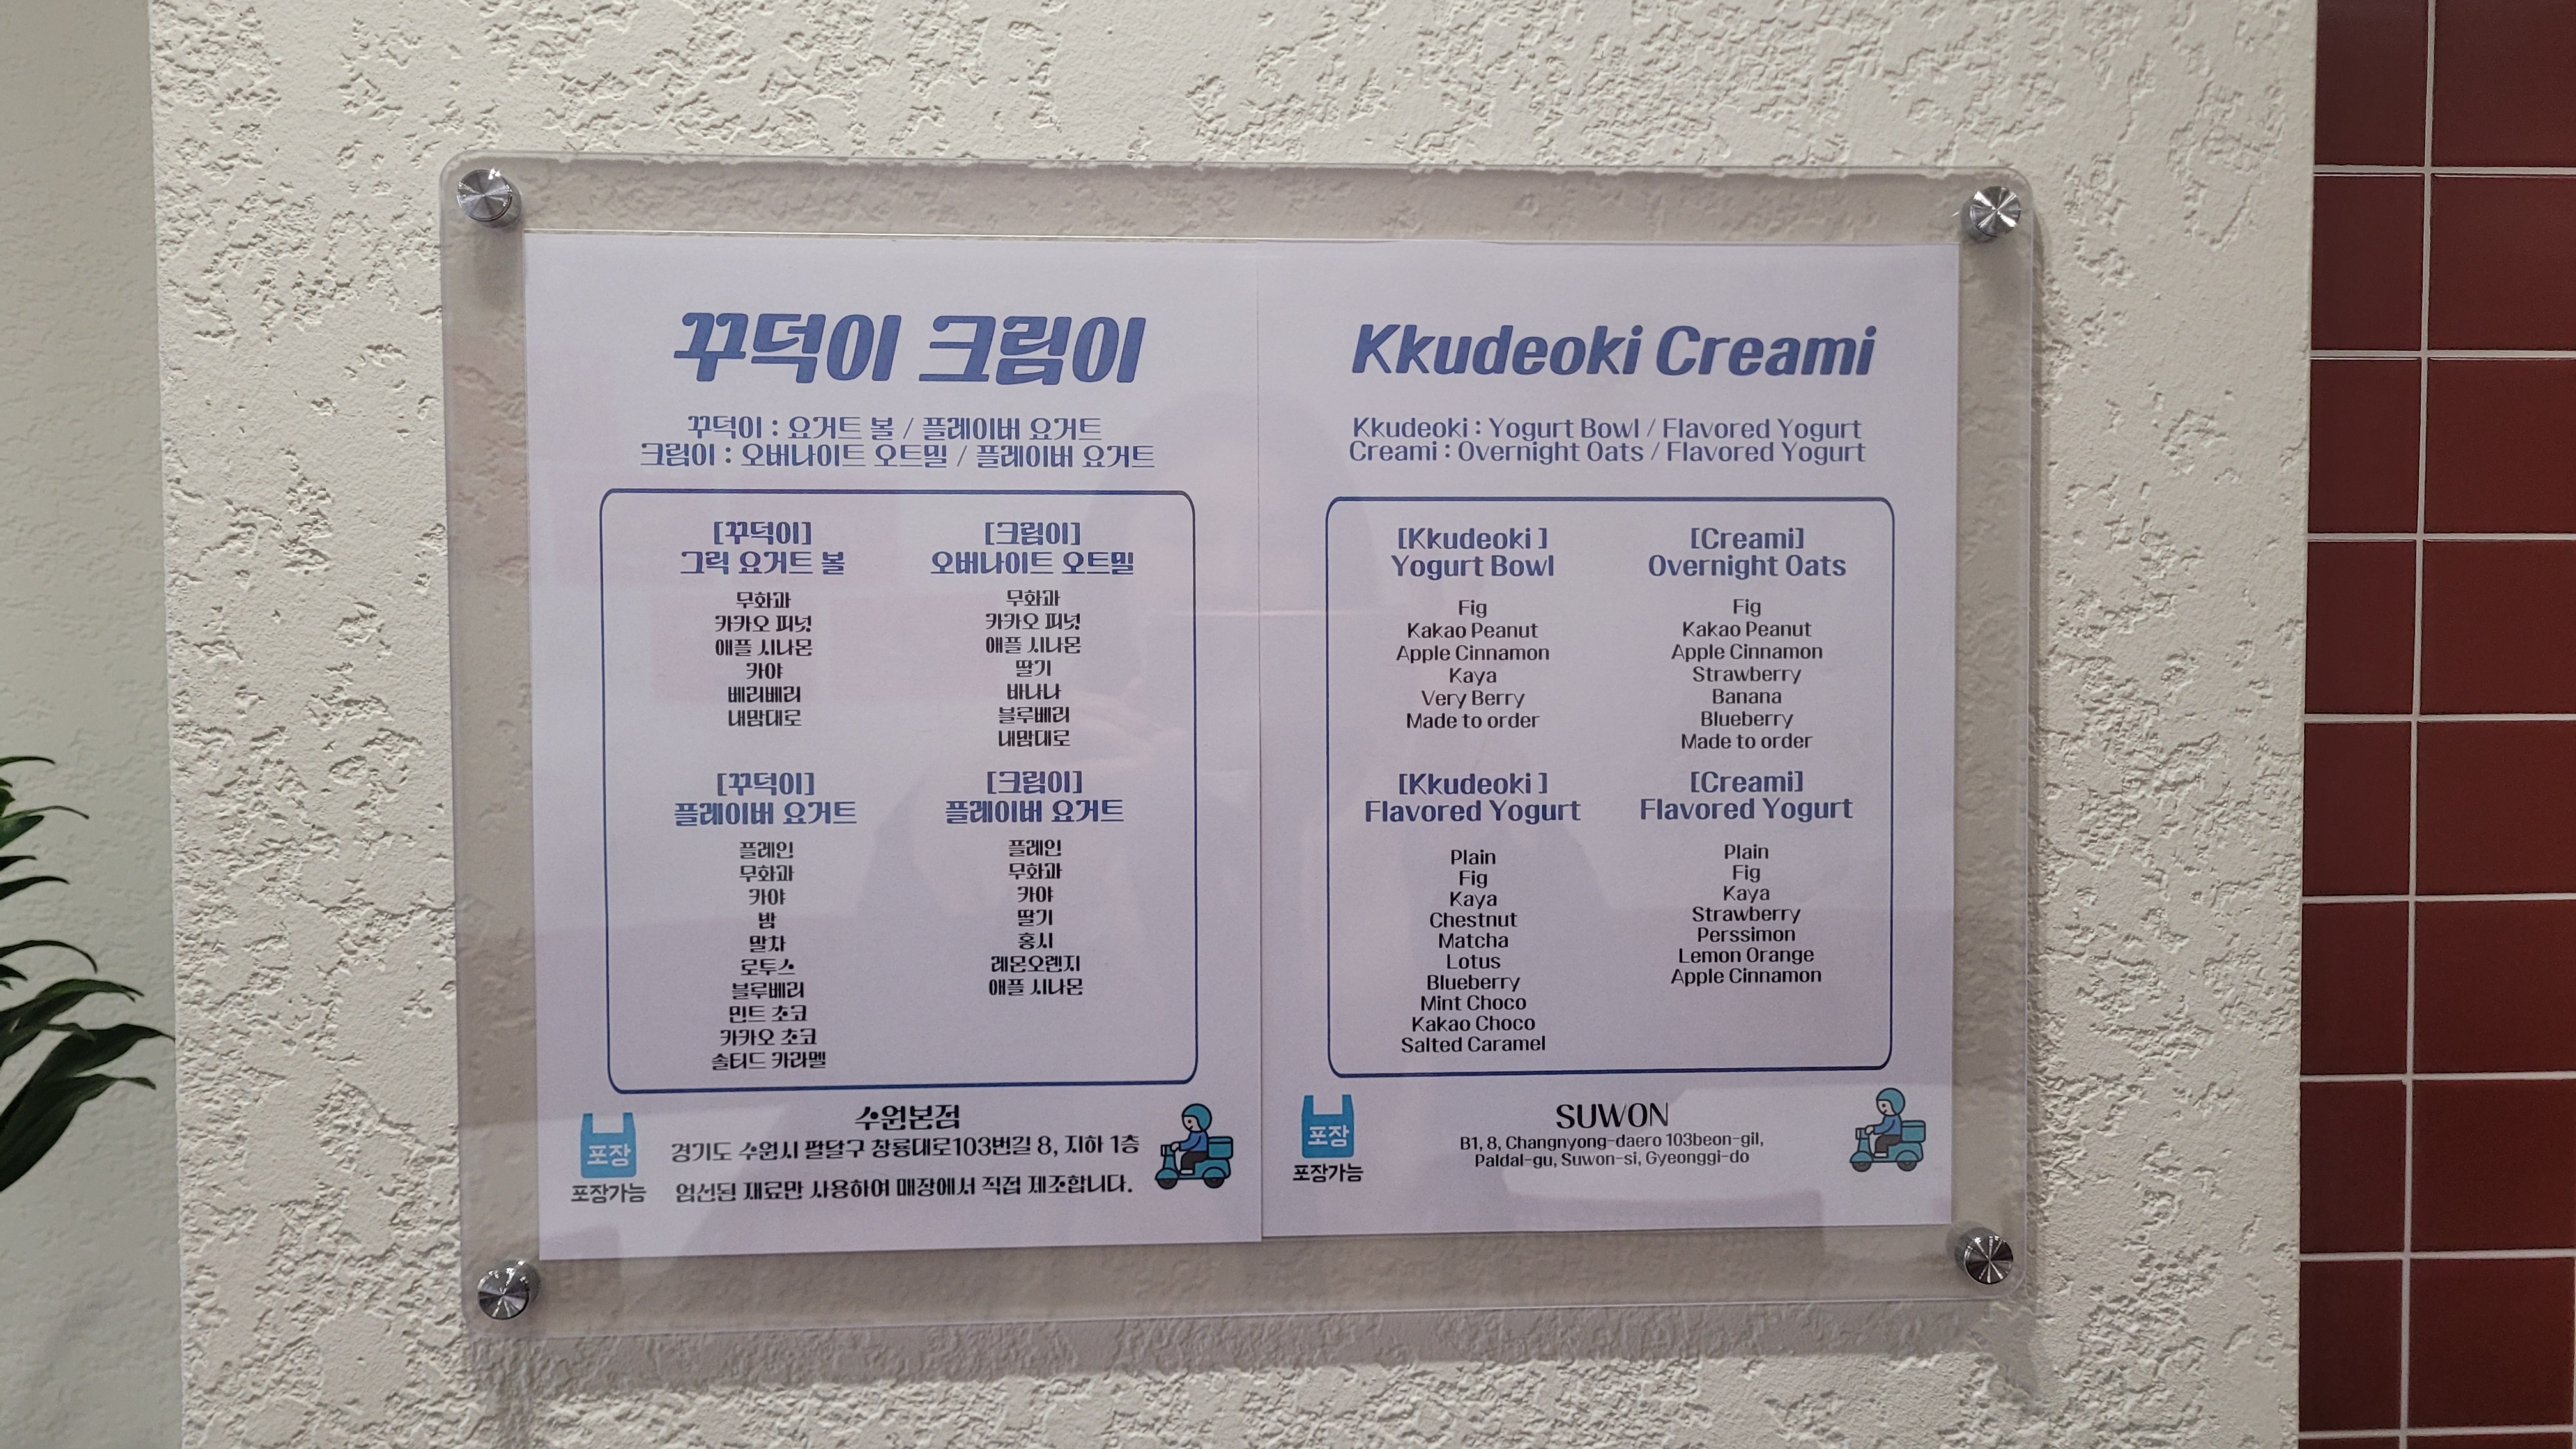 꾸덕이 크림이
꾸덕이 : 요거트 볼 / 플레이버 요거트
크림이 : 오버나이트 오트밀 / 플레이버 요거트
[꾸덕이]
그릭 요거트 볼
무화과
카카오 피넛
애플 시나몬
카야
베리베리
내맘대로
[크림이]
오버나이트 오트밀
무화과
카카오 피넛
애플 시나몬
딸기
바나나
블루베리
내맘대로
[꾸덕이]
플레이버 요거트
플레인
무화과
카야
밤
말차
로투스
블루베리
민트 초코
카카오 초코
솔티드 카라멜
[크림이]
플레이버 요거트
플레인
무화과
카야
딸기
홍시
레몬오렌지
애플 시나몬
포장
포장가능
수원본점
경기도 수원시 팔달구 창룡대로103번길 8, 지하 1층
엄선된 재료만 사용하여 매장에서 직접 제조합니다.
Kkudeoki Creami
Kkudeoki : Yogurt Bowl / Flavored Yogurt
Creami : Overnight Oats / Flavored Yogurt
[Kkudeoki ]
Yogurt Bowl
Fig
Kakao Peanut
Apple Cinnamon
Kaya
Very Berry
Made to order
[Creami]
Overnight Oats
Fig
Kakao Peanut
Apple Cinnamon
Strawberry
Banana
Blueberry
Made to order
[Kkudeoki ]
Flavored Yogurt
Plain
Fig
Kaya
Chestnut
Matcha
Lotus
Blueberry
Mint Choco
Kakao Choco
Salted Caramel
[Creami]
Flavored Yogurt
Plain
Fig
Kaya
Strawberry
Perssimon
Lemon Orange
Apple Cinnamon
포장
포장가능
SUWON
B1, 8, Changnyong-daero 103beon-gil,
Paldal-gu, Suwon-si, Gyeonggi-do